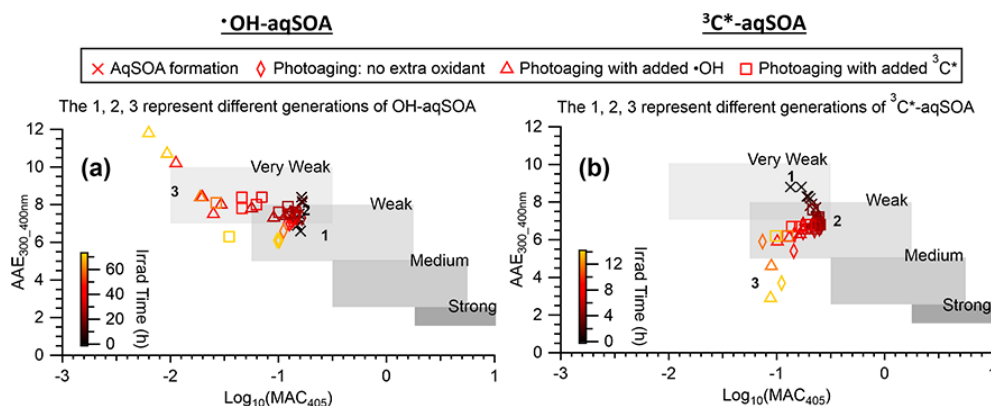 •OH-aqSOA
³C*-aqSOA
AqSOA formation Photoaging: no extra oxidant Photoaging with added •OH Photoaging with added ³C*
The 1, 2, 3 represent different generations of OH-aqSOA
The 1, 2, 3 represent different generations of ³C*-aqSOA
(a)
Very Weak
Weak
Medium
Strong
1
2
3
AAE300_400nm
12
10
8
6
4
2
0
Irrad Time (h)
60
40
20
0
-3 -2 -1 0 1
Log10(MAC405)
(b)
Very Weak
Weak
Medium
Strong
1
2
3
AAE300_400nm
12
10
8
6
4
2
0
Irrad Time (h)
12
8
4
0
-3 -2 -1 0 1
Log10(MAC405)